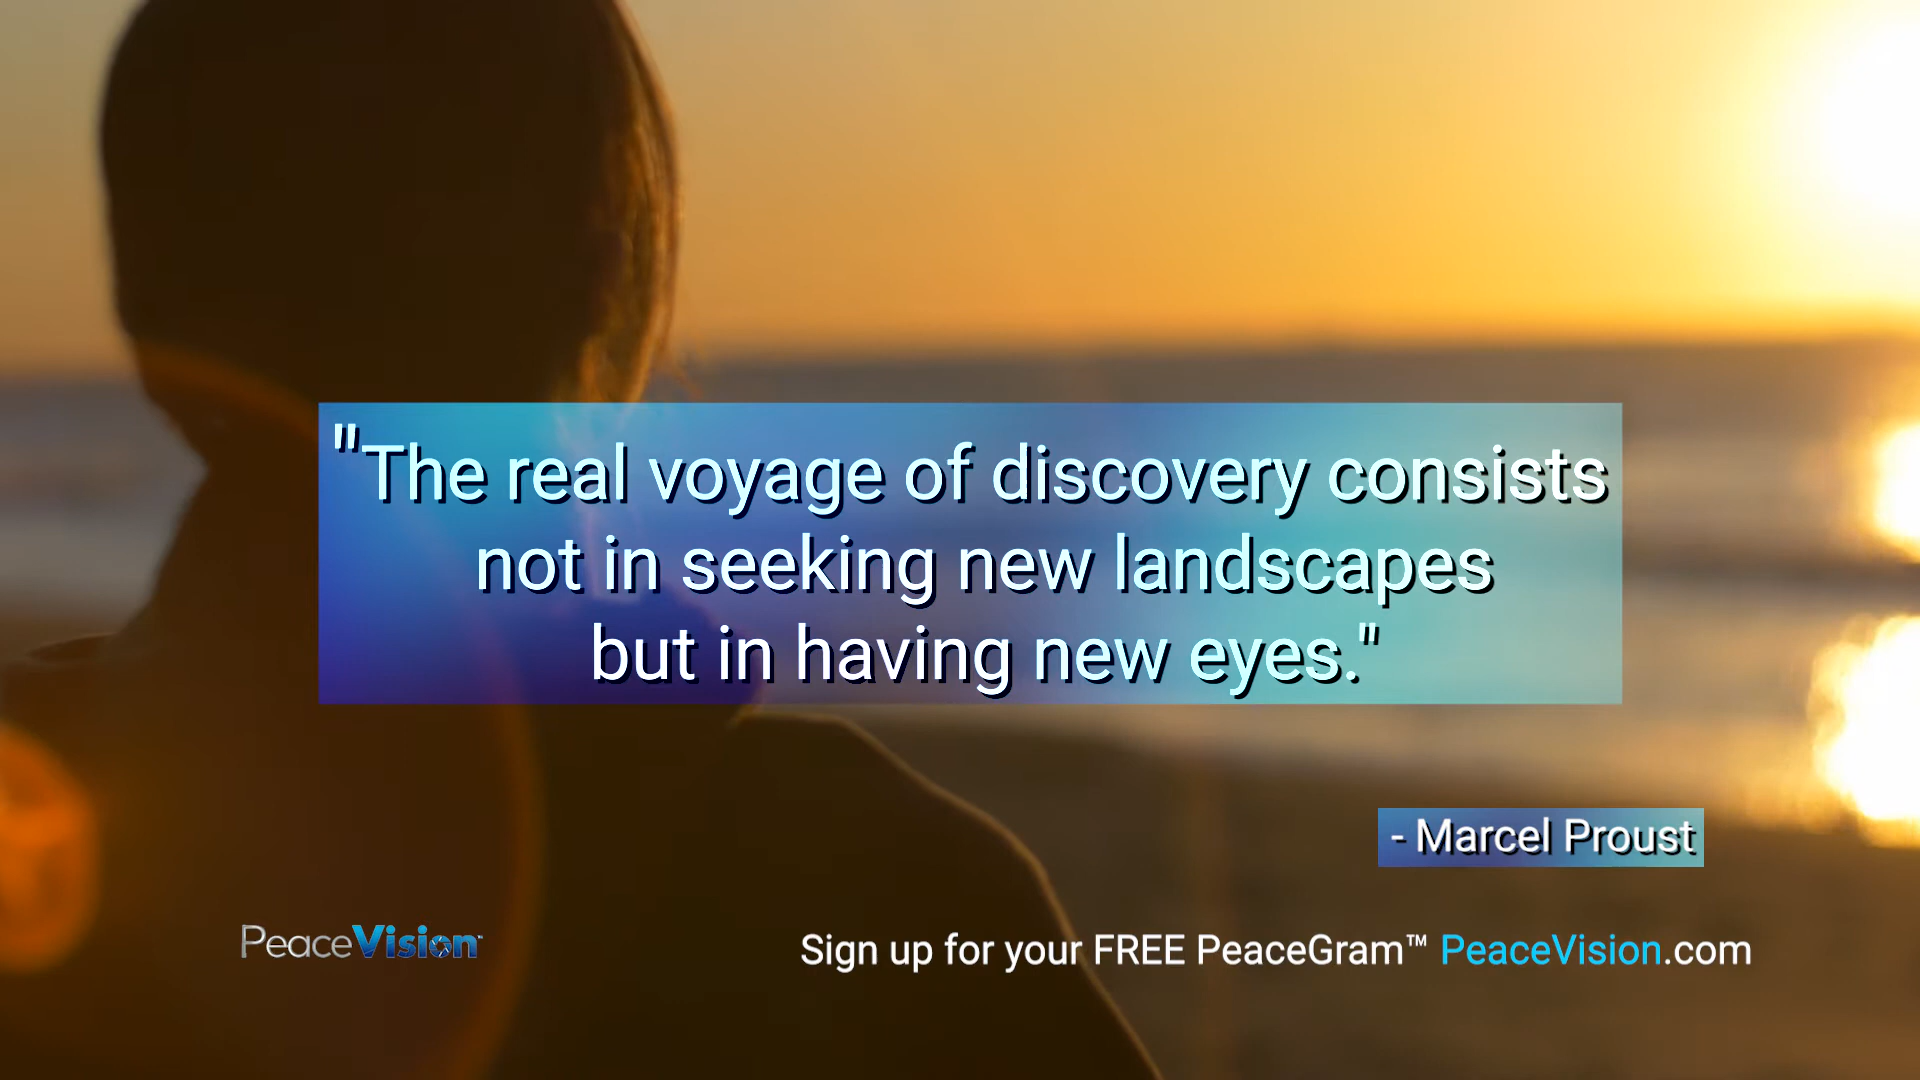 "The real voyage of discovery consists
not in seeking new landscapes
but in having new eyes."
- Marcel Proust
PeaceVision™
Sign up for your FREE PeaceGram™ PeaceVision.com